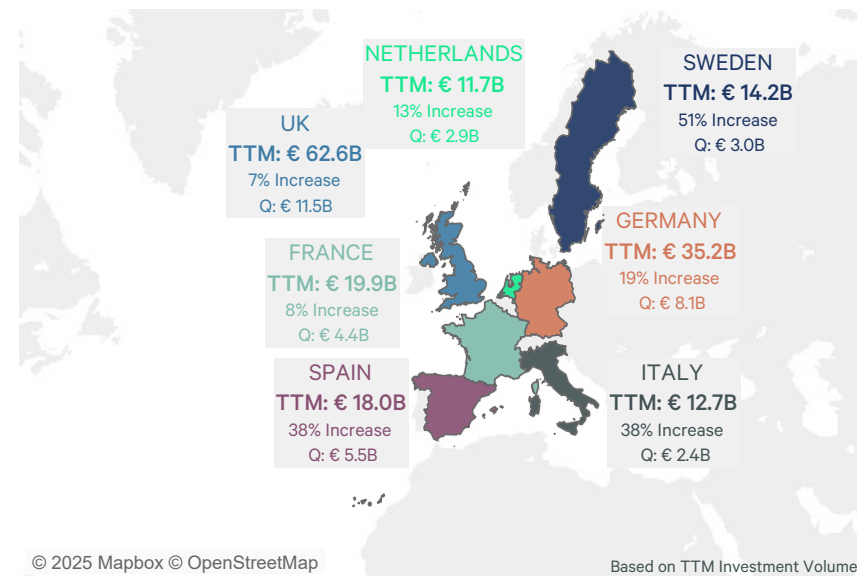 NETHERLANDS
TTM: € 11.7B
13% Increase
Q: € 2.9B
SWEDEN
TTM: € 14.2B
51% Increase
Q: € 3.0B
UK
TTM: € 62.6B
7% Increase
Q: € 11.5B
GERMANY
TTM: € 35.2B
19% Increase
Q: € 8.1B
FRANCE
TTM: € 19.9B
8% Increase
Q: € 4.4B
SPAIN
TTM: € 18.0B
38% Increase
Q: € 5.5B
ITALY
TTM: € 12.7B
38% Increase
Q: € 2.4B
© 2025 Mapbox © OpenStreetMap
Based on TTM Investment Volume